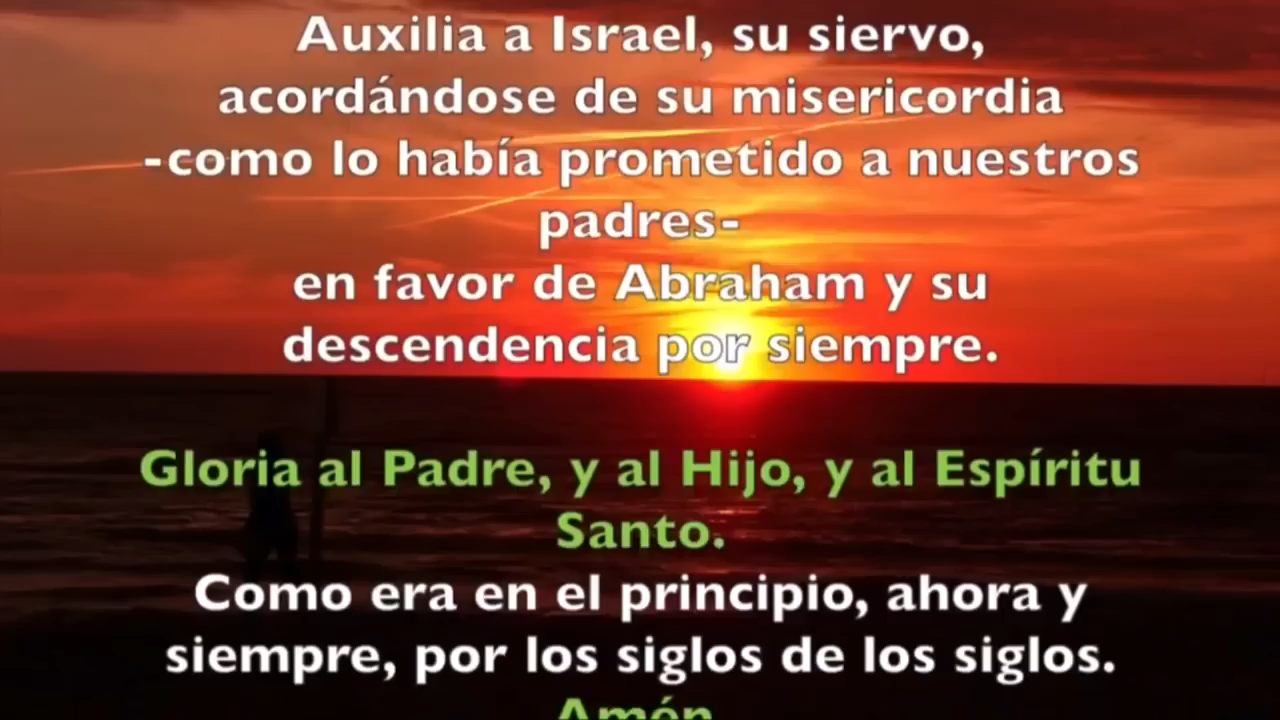 Auxilia a Israel, su siervo,
acordándose de su misericordia
-como lo había prometido a nuestros
padres-
en favor de Abraham y su
descendencia por siempre.
Gloria al Padre, y al Hijo, y al Espíritu
Santo.
Como era en el principio, ahora y
siempre, por los siglos de los siglos.
Amén